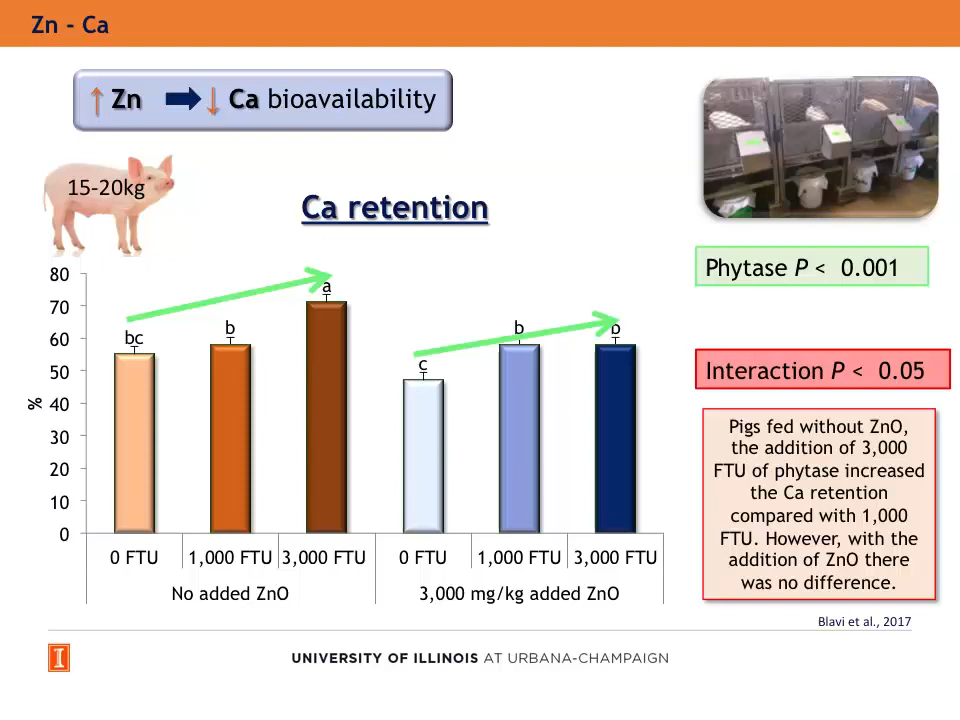 Zn - Ca
↑ Zn ↓ Ca bioavailability
15-20kg
Ca retention
Phytase P < 0.001
Interaction P < 0.05
Pigs fed without ZnO,
the addition of 3,000
FTU of phytase increased
the Ca retention
compared with 1,000
FTU. However, with the
addition of ZnO there
was no difference.
%
80
70
60
50
40
30
20
10
0
bc
b
a
c
b
b
0 FTU 1,000 FTU 3,000 FTU 0 FTU 1,000 FTU 3,000 FTU
No added ZnO 3,000 mg/kg added ZnO
Blavi et al., 2017
I
UNIVERSITY OF ILLINOIS AT URBANA-CHAMPAIGN